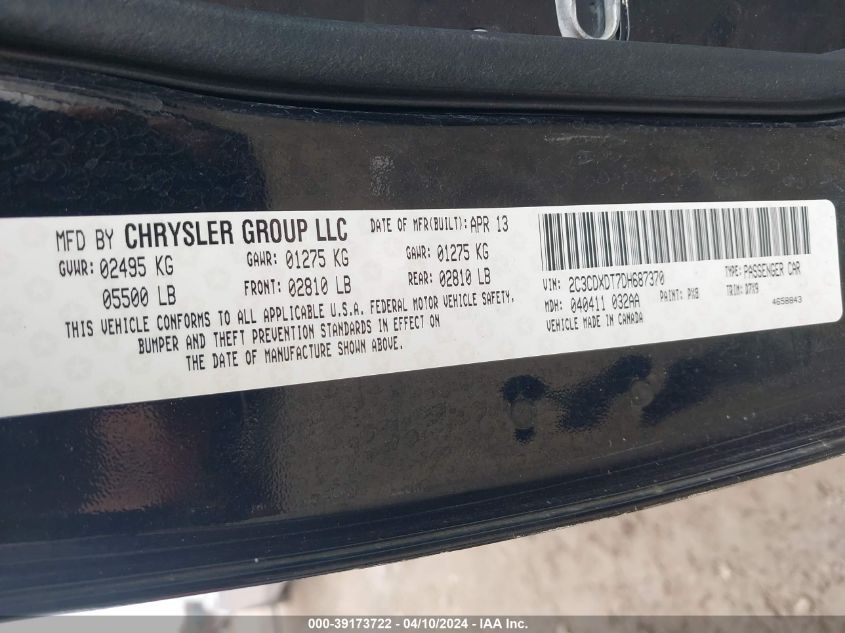 MFD BY CHRYSLER GROUP LLC DATE OF MFR(BUILT): APR 13
GVWR: 02495 KG GAWR: 01275 KG GAWR: 01275 KG
05500 LB FRONT: 02810 LB REAR: 02810 LB
THIS VEHICLE CONFORMS TO ALL APPLICABLE U.S.A. FEDERAL MOTOR VEHICLE SAFETY,
BUMPER AND THEFT PREVENTION STANDARDS IN EFFECT ON
THE DATE OF MANUFACTURE SHOWN ABOVE.
VIN: 2C3CDXDT7DH687370 TYPE: PASSENGER CAR
MDH: 040411 032AA PAINT: PX8 TRIM: D7X9
VEHICLE MADE IN CANADA 4658843
000-39173722 - 04/10/2024 - IAA Inc.